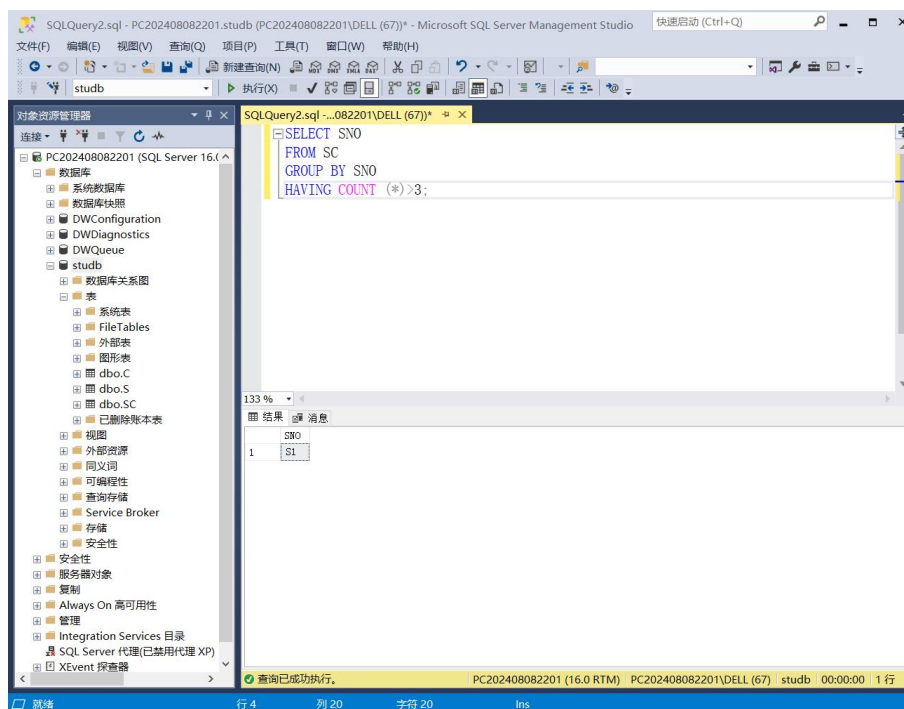 SQLQuery2.sql - PC202408082201.studb (PC202408082201\DELL (67))* - Microsoft SQL Server Management Studio
快速启动 (Ctrl+Q)
文件(F) 编辑(E) 视图(V) 查询(Q) 项目(P) 工具(T) 窗口(W) 帮助(H)
新建查询(N)
studb 执行(X)
对象资源管理器
SQLQuery2.sql -...082201\DELL (67))*
连接
PC202408082201 (SQL Server 16.(
数据库
系统数据库
数据库快照
DWConfiguration
DWDiagnostics
DWQueue
studb
数据库关系图
表
系统表
FileTables
外部表
图形表
dbo.C
dbo.S
dbo.SC
已删除账本表
视图
外部资源
同义词
可编程性
查询存储
Service Broker
存储
安全性
安全性
服务器对象
复制
Always On 高可用性
管理
Integration Services 目录
SQL Server 代理(已禁用代理 XP)
XEvent 探查器
SELECT SNO
FROM SC
GROUP BY SNO
HAVING COUNT (*)>3;
133 %
结果 消息
SNO
1 S1
查询已成功执行。 PC202408082201 (16.0 RTM) PC202408082201\DELL (67) studb 00:00:00 1 行
就绪 行 4 列 20 字符 20 Ins